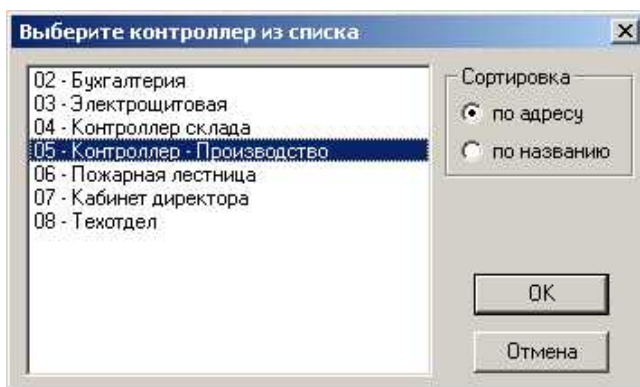 Выберите контроллер из списка
02 - Бухгалтерия
03 - Электрощитовая
04 - Контроллер склада
05 - Контроллер - Производство
06 - Пожарная лестница
07 - Кабинет директора
08 - Техотдел
Сортировка
по адресу
по названию
OK
Отмена